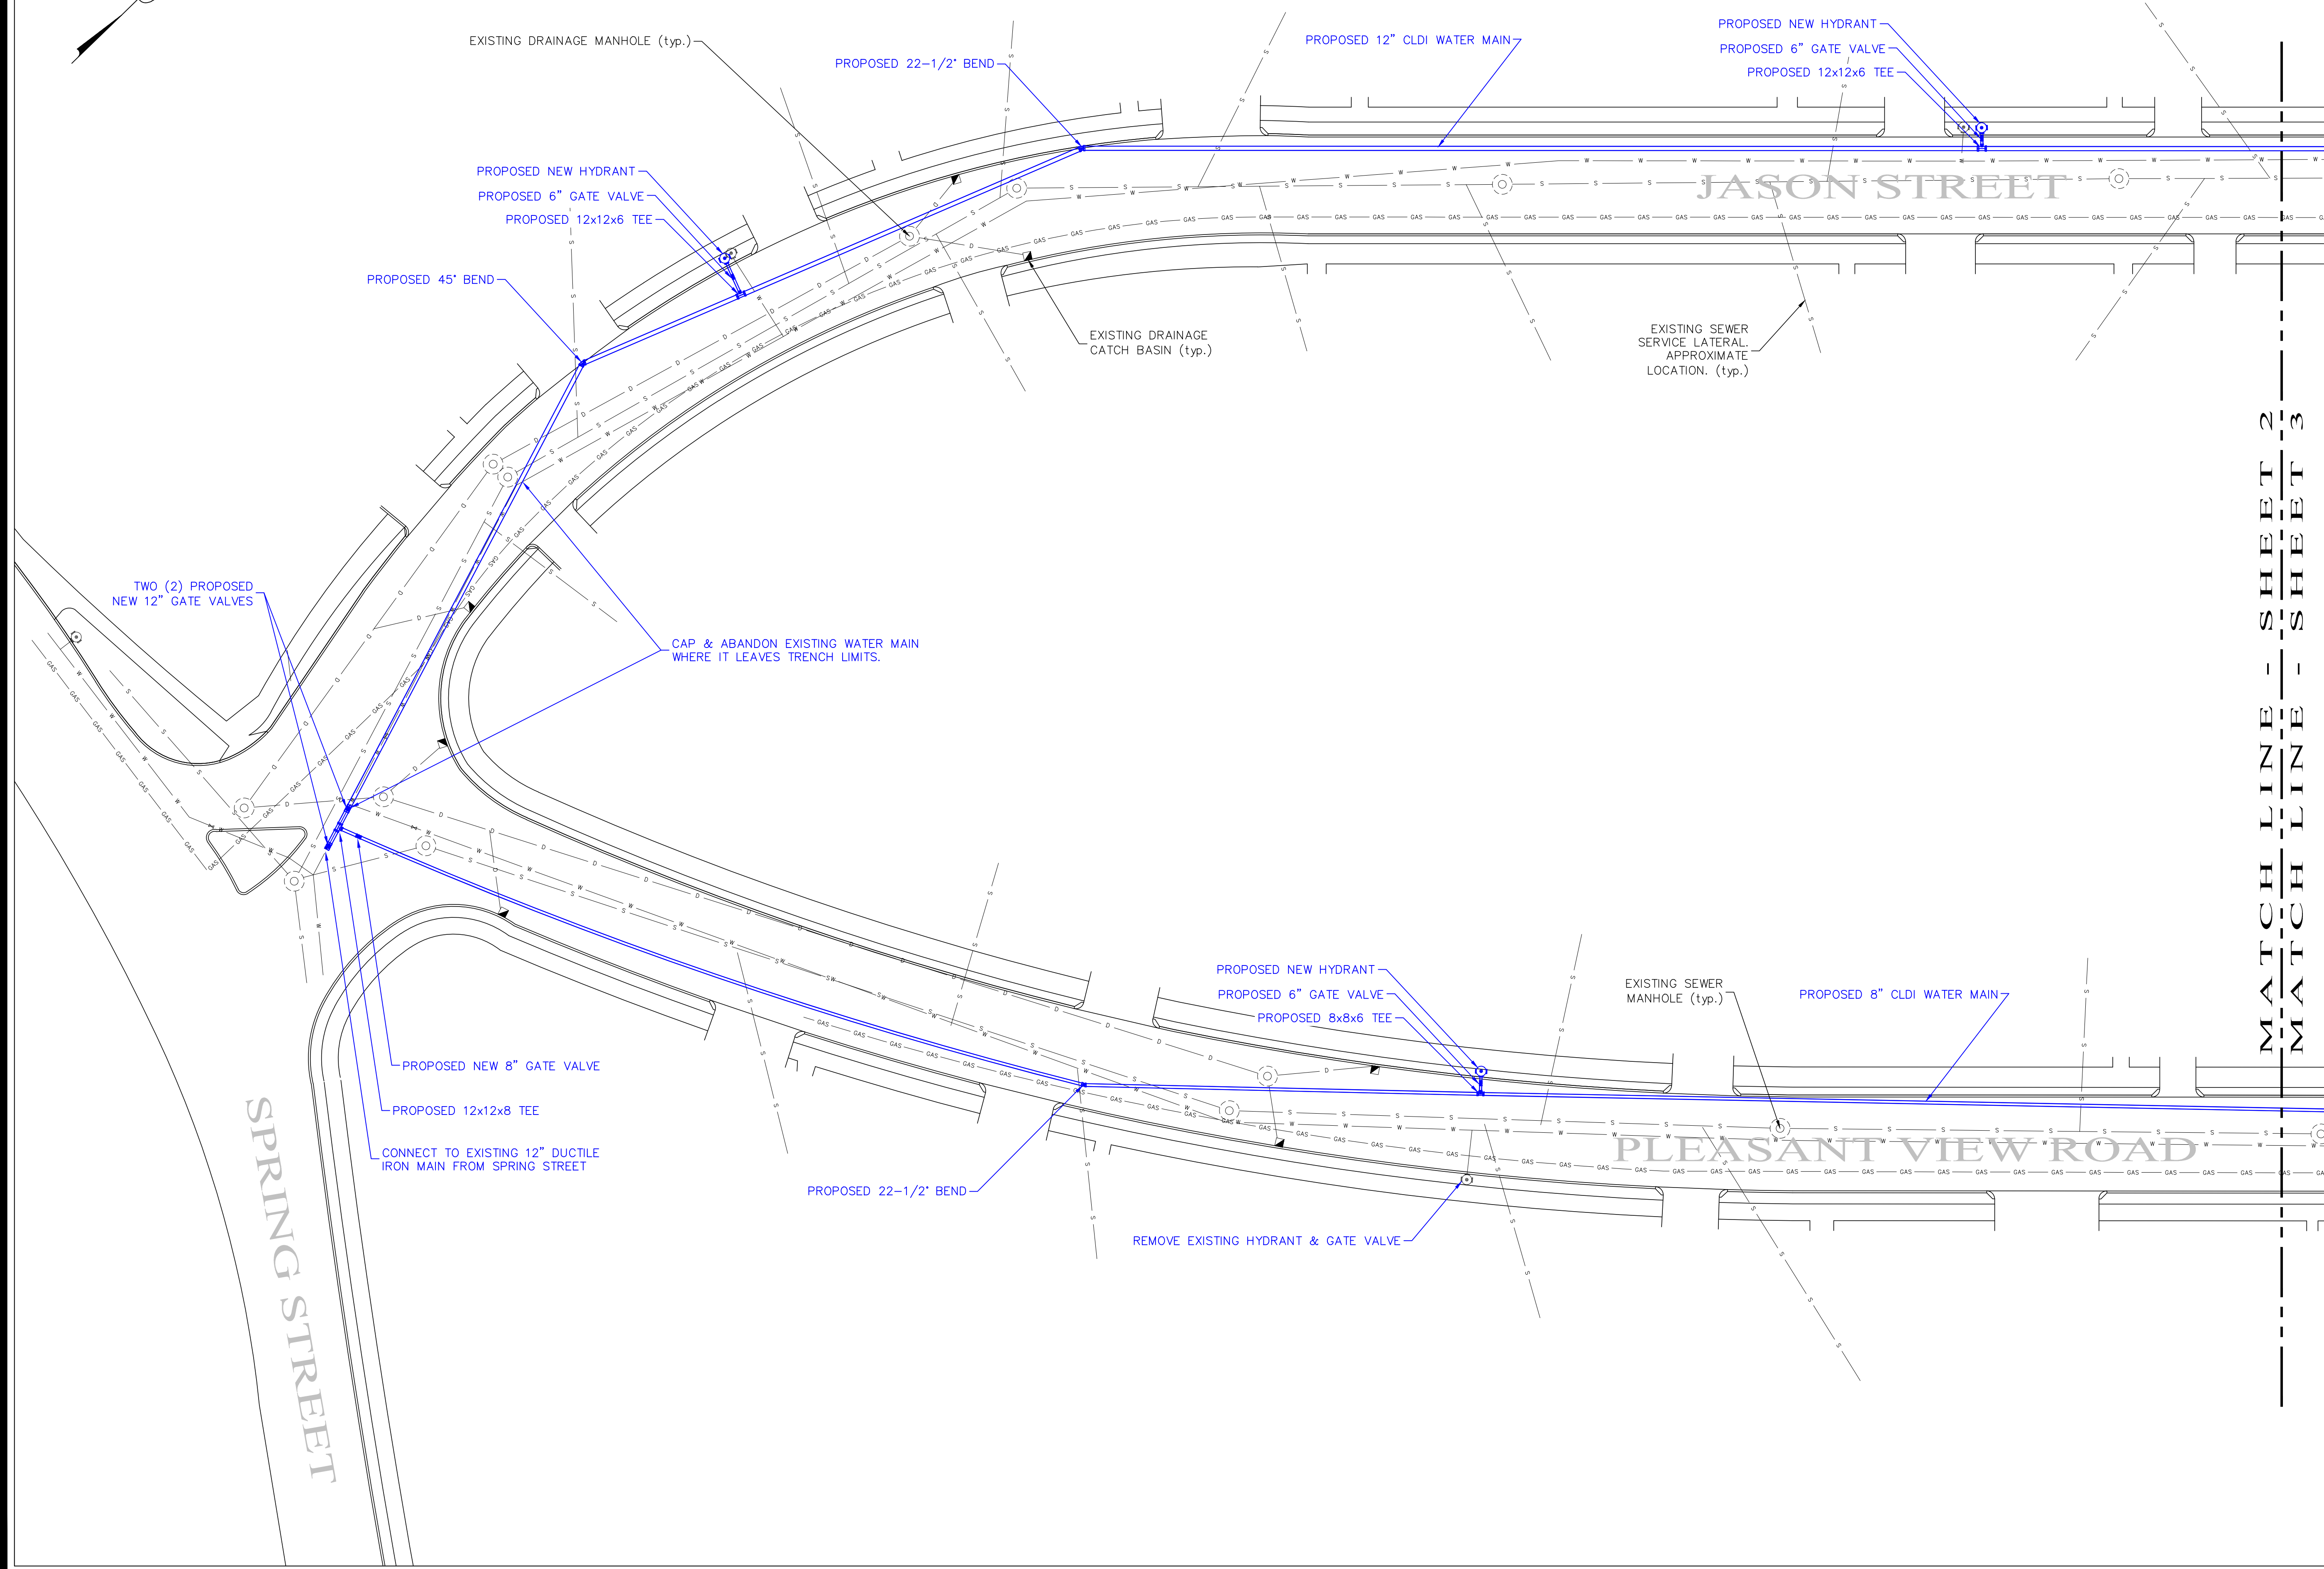 EXISTING DRAINAGE MANHOLE (typ.)
PROPOSED 22-1/2° BEND
PROPOSED 12” CLDI WATER MAIN
PROPOSED NEW HYDRANT
PROPOSED 6” GATE VALVE
PROPOSED 12x12x6 TEE
PROPOSED NEW HYDRANT
PROPOSED 6” GATE VALVE
PROPOSED 12x12x6 TEE
JASON STREET
PROPOSED 45° BEND
EXISTING DRAINAGE
CATCH BASIN (typ.)
EXISTING SEWER
SERVICE LATERAL.
APPROXIMATE
LOCATION. (typ.)
MATCH LINE - SHEET 2
MATCH LINE - SHEET 3
TWO (2) PROPOSED
NEW 12” GATE VALVES
CAP & ABANDON EXISTING WATER MAIN
WHERE IT LEAVES TRENCH LIMITS.
PROPOSED NEW HYDRANT
PROPOSED 6” GATE VALVE
PROPOSED 8x8x6 TEE
EXISTING SEWER
MANHOLE (typ.)
PROPOSED 8” CLDI WATER MAIN
PROPOSED NEW 8” GATE VALVE
PROPOSED 12x12x8 TEE
CONNECT TO EXISTING 12” DUCTILE
IRON MAIN FROM SPRING STREET
PLEASANT VIEW ROAD
PROPOSED 22-1/2° BEND
REMOVE EXISTING HYDRANT & GATE VALVE
SPRING STREET